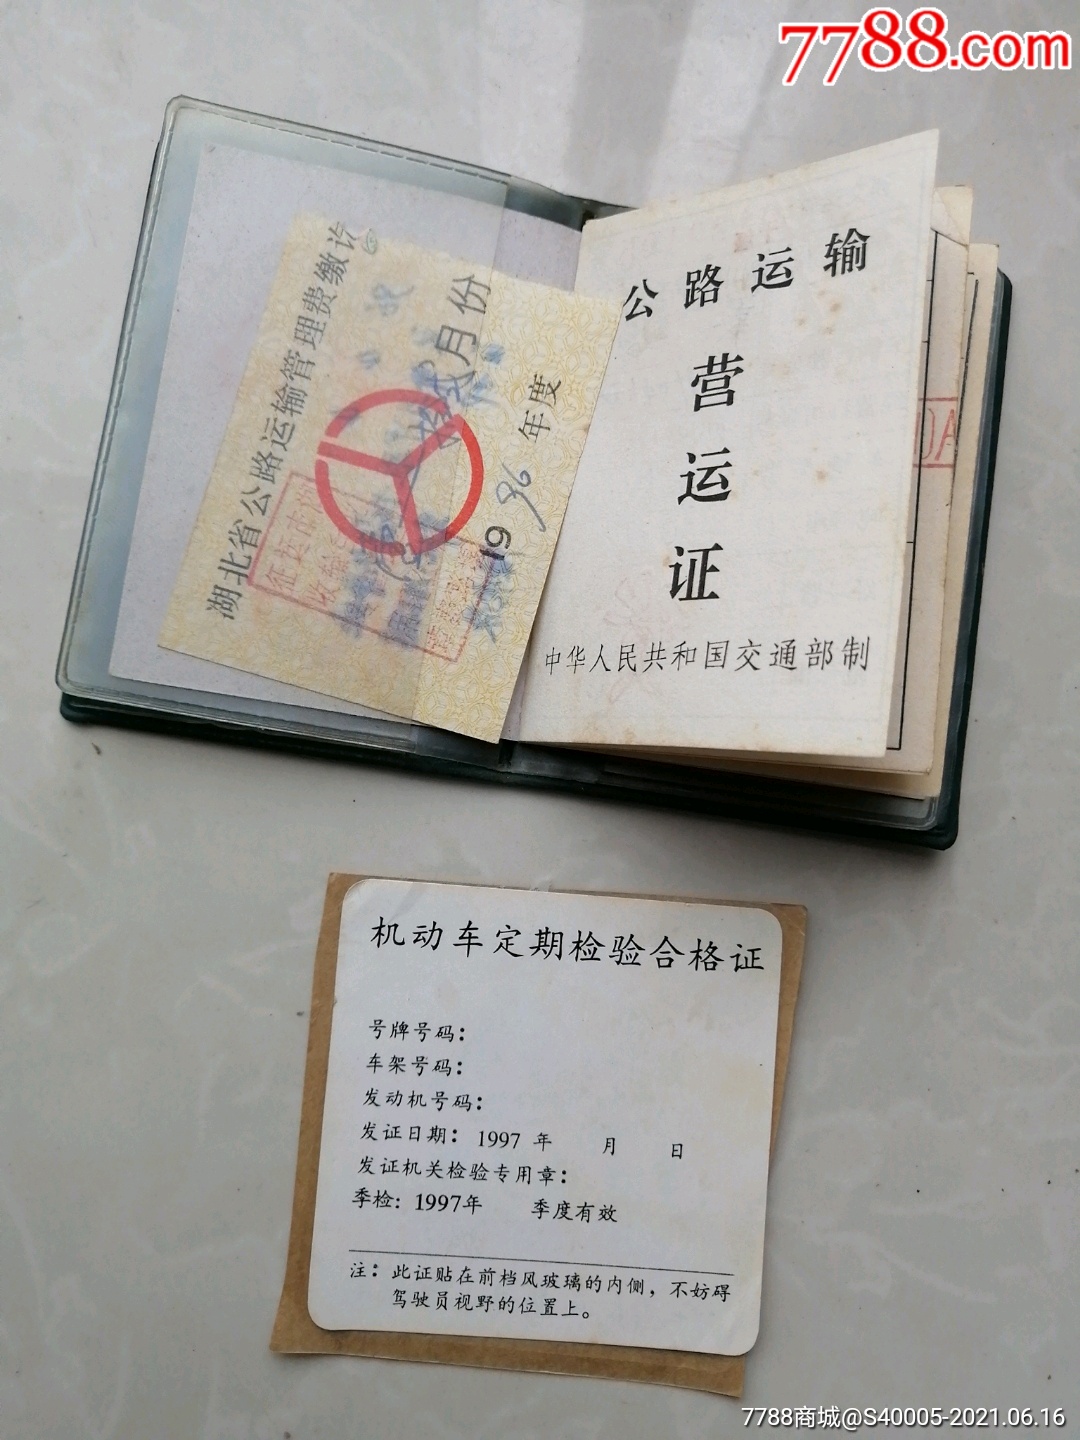 7788.com
湖北省公路运输管理费缴讫
月份
1996年度
公路运输
营
运
证
中华人民共和国交通部制
机动车定期检验合格证
号牌号码：
车架号码：
发动机号码：
发证日期：1997 年 月 日
发证机关检验专用章：
季检：1997年 季度有效
注：此证贴在前档风玻璃的内侧，不妨碍
驾驶员视野的位置上。
7788商城@S40005-2021.06.16